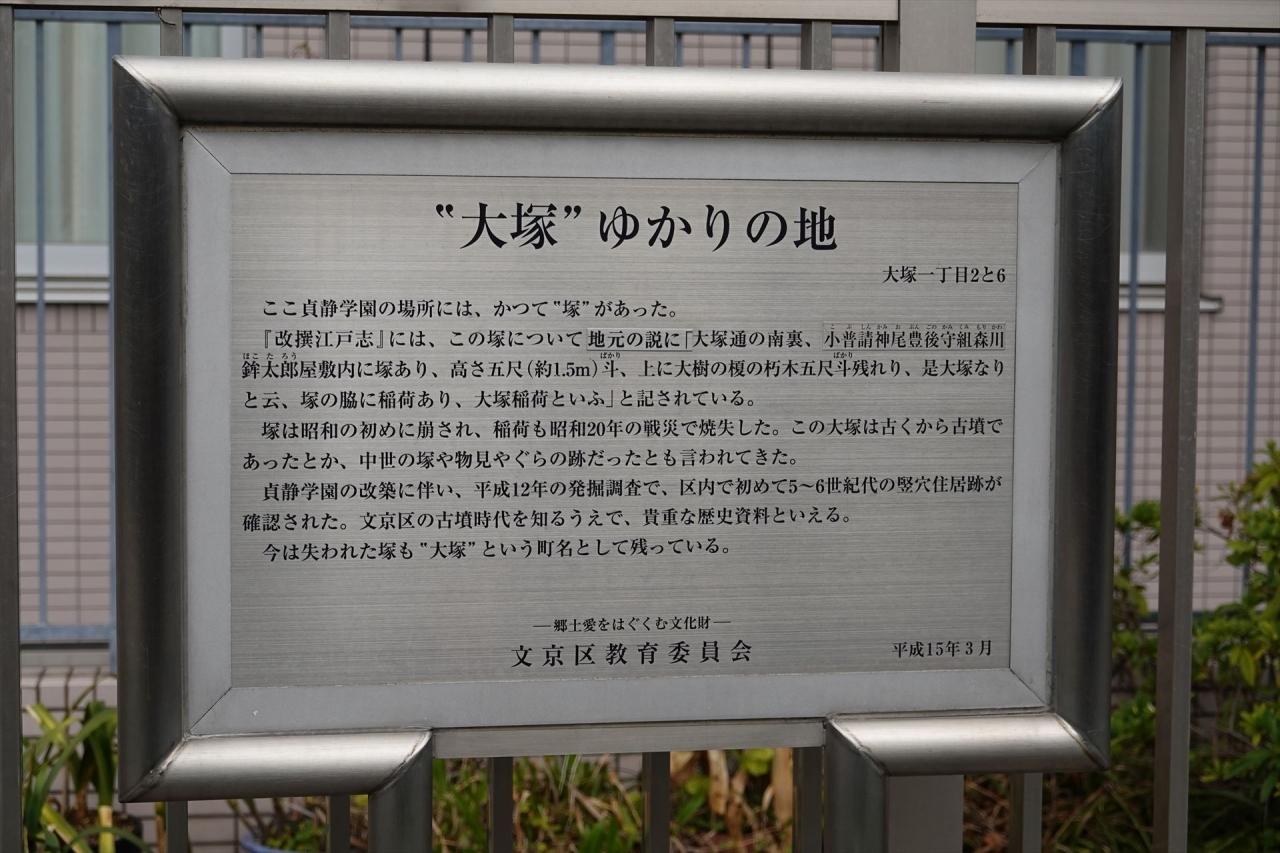 “大塚”ゆかりの地
大塚一丁目2と6
ここ貞静学園の場所には、かつて“塚”があった。
『改撰江戸志』には、この塚について地元の説に「大塚通の南裏、小普請神尾豊後守組森川
鉾太郎屋敷内に塚あり、高さ五尺(約1.5m)斗、上に大樹の榎の朽木五尺斗残れり、是大塚なり
と云、塚の脇に稲荷あり、大塚稲荷といふ」と記されている。
塚は昭和の初めに崩され、稲荷も昭和20年の戦災で焼失した。この大塚は古くから古墳で
あったとか、中世の塚や物見やぐらの跡だったとも言われてきた。
貞静学園の改築に伴い、平成12年の発掘調査で、区内で初めて5〜6世紀代の竪穴住居跡が
確認された。文京区の古墳時代を知るうえで、貴重な歴史資料といえる。
今は失われた塚も“大塚”という町名として残っている。
―郷土愛をはぐくむ文化財―
文京区教育委員会
平成15年3月